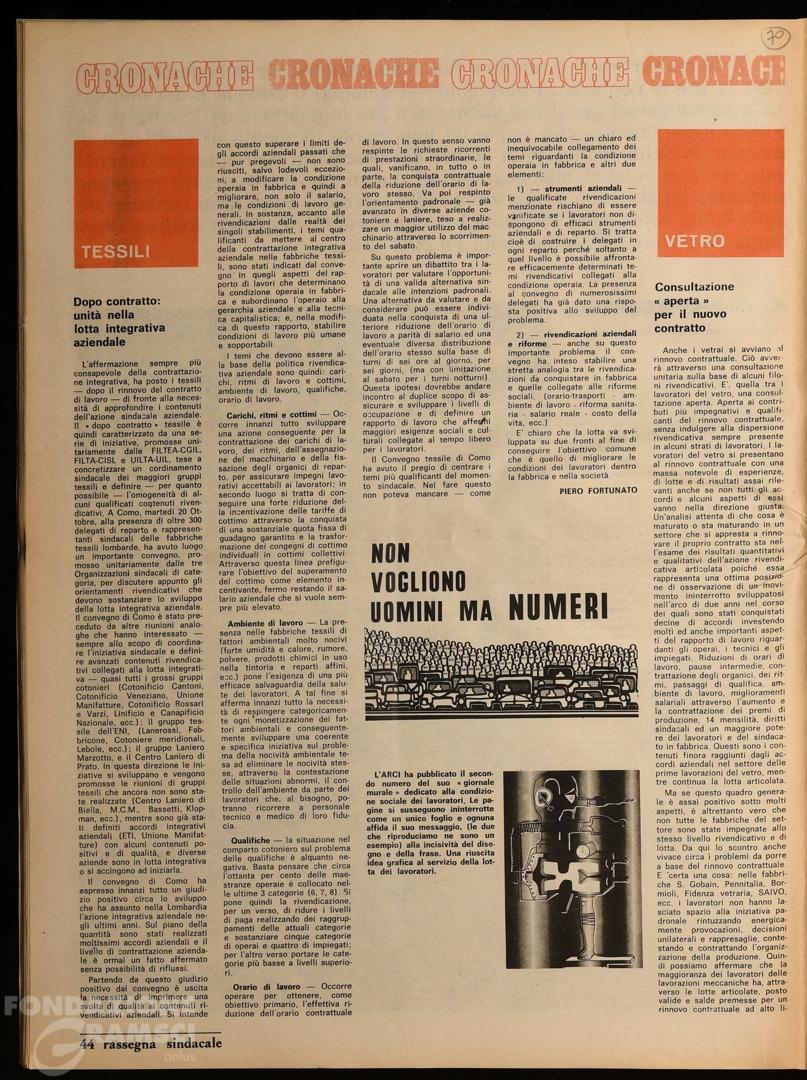 70
CRONACHE CRONACHE CRONACHE CRONACH
TESSILI
Dopo contratto:
unità nella
lotta integrativa
aziendale
L'affermazione sempre più
consapevole della contrattazio-
ne integrativa, ha posto i tessili
— dopo il rinnovo del contratto
di lavoro — di fronte alla neces-
sità di approfondire i contenuti
dell'azione sindacale aziendale.
Il « dopo contratto » tessile è
quindi caratterizzato da una se-
rie di iniziative, promosse uni-
tariamente dalle FILTEA-CGIL,
FILTA-CISL e UILTA-UIL, tese a
concretizzare un cordinamento
sindacale dei maggiori gruppi
tessili e definire — per quanto
possibile — l'omogeneità di al-
cuni qualificati contenuti riven-
dicativi. A Como, martedì 20 Ot-
tobre, alla presenza di oltre 300
delegati di reparto e rappresen-
tanti sindacali delle fabbriche
tessili lombarde, ha avuto luogo
un importante convegno, pro-
mosso unitariamente dalle tre
Organizzazioni sindacali di cate-
goria, per discutere appunto gli
orientamenti rivendicativi che
devono sostanziare lo sviluppo
della lotta integrativa aziendale.
Il convegno di Como è stato pre-
ceduto da altre riunioni analo-
ghe che hanno interessato —
sempre allo scopo di coordina-
re l'iniziativa sindacale e defini-
re avanzati contenuti rivendica-
tivi collegati alla lotta integrati-
va — quasi tutti i grossi gruppi
cotonieri (Cotonificio Cantoni,
Cotonificio Veneziano, Unione
Manifatture, Cotonificio Rossari
e Varzi, Linificio e Canapificio
Nazionale, ecc.); il gruppo tes-
sile dell'ENI, (Lanerossi, Fab-
bricone, Cotoniere meridionali,
Lebole, ecc.); il gruppo Laniero
Marzotto, e il Centro Laniero di
Prato. In questa direzione le ini-
ziative si sviluppano e vengono
promosse le riunioni di gruppi
tessili che ancora non sono sta-
te realizzate (Centro Laniero di
Biella, M.C.M., Bassetti, Klop-
man, ecc.), mentre sono già sta-
ti definiti accordi integrativi
aziendali (ETI, Unione Manifat-
ture) con alcuni contenuti po-
sitivi e di qualità, e diverse
aziende sono in lotta integrativa
o si accingono ad iniziarla.
Il convegno di Como ha
espresso innanzi tutto un giudi-
zio positivo circa lo sviluppo
che ha assunto nella Lombardia
l'azione integrativa aziendale ne-
gli ultimi anni. Sul piano della
quantità sono stati realizzati
moltissimi accordi aziendali e il
livello di contrattazione azienda-
le è ormai un fatto affermato
senza possibilità di riflussi.
Partendo da questo giudizio
positivo dal convegno è uscita
la necessità di imprimere una
svolta di qualità ai contenuti ri-
vendicativi aziendali. Si intende
con questo superare i limiti de-
gli accordi aziendali passati che
— pur pregevoli — non sono
riusciti, salvo lodevoli eccezio-
ni, a modificare la condizione
operaia in fabbrica e quindi a
migliorare, non solo il salario,
ma le condizioni di lavoro ge-
nerali. In sostanza, accanto alle
rivendicazioni dalle realtà dei
singoli stabilimenti, i temi qua-
lificanti da mettere al centro
della contrattazione integrativa
aziendale nelle fabbriche tessi-
li, sono stati indicati dal conve-
gno in quegli aspetti del rap-
porto di lavoro che determinano
la condizione operaia in fabbri-
ca e subordinano l'operaio alla
gerarchia aziendale e alla tecni-
ca capitalistica; e, nella modifi-
ca di questo rapporto, stabilire
condizioni di lavoro più umane
e sopportabili.
I temi che devono essere al-
la base della politica rivendica-
tiva aziendale sono quindi: cari-
chi, ritmi di lavoro e cottimi,
ambiente di lavoro, qualifiche,
orario di lavoro.
Carichi, ritmi e cottimi — Oc-
corre innanzi tutto sviluppare
una azione conseguente per la
contrattazione dei carichi di la-
voro, dei ritmi, dell'assegnazio-
ne del macchinario e della fis-
sazione degli organici di repar-
to, per assicurare impegni lavo-
rativi accettabili ai lavoratori; in
secondo luogo si tratta di con-
seguire una forte riduzione del-
la incentivazione delle tariffe di
cottimo attraverso la conquista
di una sostanziale quota fissa di
guadagno garantito e la trasfor-
mazione dei congegni di cottimo
individuali in cottimi collettivi.
Attraverso questa linea prefigu-
rare l'obiettivo del superamento
del cottimo come elemento in-
centivante, fermo restando il sa-
lario aziendale che si vuole sem-
pre più elevato.
Ambiente di lavoro — La pre-
senza nelle fabbriche tessili di
fattori ambientali molto nocivi
(forte umidità e calore, rumore,
polvere, prodotti chimici in uso
nella tintoria e reparti affini,
ecc.) pone l'esigenza di una più
efficace salvaguardia della salu-
te dei lavoratori. A tal fine si
afferma innanzi tutto la necessi-
tà di respingere categoricamen-
te ogni monetizzazione dei fat-
tori ambientali e conseguente-
mente sviluppare una coerente
e specifica iniziativa sul proble-
ma della nocività ambientale te-
sa ad eliminare le nocività stes-
se, attraverso la contestazione
delle situazioni abnormi, il con-
trollo dell'ambiente da parte dei
lavoratori che, al bisogno, po-
tranno ricorrere a personale
tecnico e medico di loro fidu-
cia.
Qualifiche — la situazione nel
comparto cotoniero sul problema
delle qualifiche è alquanto ne-
gativa. Basta pensare che circa
l'ottanta per cento delle mae-
stranze operaie è collocato nel-
le ultime 3 categorie (6, 7, 8). Si
pone quindi la rivendicazione,
per un verso, di ridurre i livelli
di paga realizzando dei raggrup-
pamenti delle attuali categorie
e sostanziare cinque categorie
di operai e quattro di impiegati;
per l'altro verso portare le cate-
gorie più basse a livelli superio-
ri.
Orario di lavoro — Occorre
operare per ottenere, come
obiettivo primario, l'effettiva ri-
duzione dell'orario contrattuale
di lavoro. In questo senso vanno
respinte le richieste ricorrenti
di prestazioni straordinarie, le
quali, vanificano, in tutto o in
parte, la conquista contrattuale
della riduzione dell'orario di la-
voro stesso. Va poi respinto
l'orientamento padronale — già
avanzato in diverse aziende co-
toniere e laniere, teso a realiz-
zare un maggior utilizzo del mac
chinario attraverso lo scorrimen-
to del sabato.
Su questo problema è impor-
tante aprire un dibattito tra i la-
voratori per valutare l'opportuni-
tà di una valida alternativa sin-
dacale alle intenzioni padronali.
Una alternativa da valutare e da
considerare può essere indivi-
duata nella conquista di una ul-
teriore riduzione dell'orario di
lavoro a parità di salario ed una
eventuale diversa distribuzione
dell'orario stesso sulla base di
turni di sei ore al giorno, per
sei giorni, (ma con limitazione
al sabato per i turni notturni).
Questa ipotesi dovrebbe andare
incontro al duplice scopo di as-
sicurare e sviluppare i livelli di
occupazione e di definire un
rapporto di lavoro che affermi
maggiori esigenze sociali e cul-
turali collegate al tempo libero
per i lavoratori.
Il Convegno tessile di Como
ha avuto il pregio di centrare i
temi più qualificanti del momen-
to sindacale. Nel fare questo
non poteva mancare — come
non è mancato — un chiaro ed
inequivocabile collegamento dei
temi riguardanti la condizione
operaia in fabbrica e altri due
elementi:
1) — strumenti aziendali —
le qualificate rivendicazioni
menzionate rischiano di essere
vanificate se i lavoratori non di-
spongono di efficaci strumenti
aziendali e di reparto. Si tratta
cioè di costruire i delegati in
ogni reparto perché soltanto a
quel livello è possibile affronta-
re efficacemente determinati te-
mi rivendicativi collegati alla
condizione operaia. La presenza
al convegno di numerosissimi
delegati ha già dato una rispo-
sta positiva allo sviluppo del
problema.
2) — rivendicazioni aziendali
e riforme — anche su questo
importante problema il con-
vegno ha inteso stabilire una
stretta analogia tra le rivendica-
zioni da conquistare in fabbrica
e quelle collegate alle riforme
sociali, (orario-trasporti - am-
biente di lavoro - riforma sanita-
ria - salario reale - costo della
vita, ecc.)
E' chiaro che la lotta va svi-
luppata su due fronti al fine di
conseguire l'obiettivo comune
che è quello di migliorare le
condizioni dei lavoratori dentro
la fabbrica e nella società.
PIERO FORTUNATO
NON
VOGLIONO
UOMINI MA NUMERI
L'ARCI ha pubblicato il secon-
do numero del suo « giornale
murale » dedicato alla condizio-
ne sociale dei lavoratori. Le pa-
gine si susseguono ininterrotte
come un unico foglio e ognuna
affida il suo messaggio, (le due
che riproduciamo ne sono un
esempio) alla incisività del dise-
gno e della frase. Una riuscita
idea grafica al servizio della lot-
ta dei lavoratori.
VETRO
Consultazione
« aperta »
per il nuovo
contratto
Anche i vetrai si avviano al
rinnovo contrattuale. Ciò avver-
rà attraverso una consultazione
unitaria sulla base di alcuni filo-
ni rivendicativi. E', quella tra i
lavoratori del vetro, una consul-
tazione aperta. Aperta ai contri-
buti più impegnativi e qualifi-
canti del rinnovo contrattuale,
senza indulgere alla dispersione
rivendicativa sempre presente
in alcuni strati di lavoratori. I la-
voratori del vetro si presentano
al rinnovo contrattuale con una
massa notevole di esperienze,
di lotte e di risultati assai rile-
vanti anche se non tutti gli ac-
cordi e alcuni aspetti di essi
vanno nella direzione giusta.
Un'analisi attenta di che cosa è
maturato o sta maturando in un
settore che si appresta a rinno-
vare il proprio contratto sta nel-
l'esame dei risultati quantitativi
e qualitativi dell'azione rivendi-
cativa articolata poiché essa
rappresenta una ottima posizio-
ne di osservazione di un movi-
mento ininterrotto sviluppatosi
nell'arco di due anni nel corso
dei quali sono stati conquistati
decine di accordi investendo
molti ed anche importanti aspet-
ti del rapporto di lavoro riguar-
danti gli operai, i tecnici e gli
impiegati. Riduzioni di orari di
lavoro, pause intermedie, con-
trattazione degli organici, dei rit-
mi, passaggi di qualifica, am-
biente di lavoro, miglioramenti
salariali attraverso l'aumento e
la contrattazione dei premi di
produzione, 14 mensilità, diritti
sindacali ed un maggiore pote-
re dei lavoratori e del sindaca-
to in fabbrica. Questi sono i con-
tenuti finora raggiunti dagli ac-
cordi aziendali nel settore delle
prime lavorazioni del vetro, men-
tre continua la lotta articolata.
Ma se questo quadro genera-
le è assai positivo sotto molti
aspetti, è altrettanto vero che
non tutte le fabbriche del set-
tore sono state impegnate allo
stesso livello rivendicativo e di
lotta. Da qui lo scontro anche
vivace circa i problemi da porre
a base del rinnovo contrattuale.
E 'certa una cosa: nelle fabbri-
che S. Gobain, Pennitalia, Bor-
mioli, Fidenza vetraria, SAIVO,
ecc. i lavoratori non hanno la-
sciato spazio alla iniziativa pa-
dronale rintuzzando energica-
mente provocazioni, decisioni
unilaterali e rappresaglie, conte-
stando e contrattando l'organiz-
zazione della produzione. Quin-
di possiamo affermare che la
maggioranza dei lavoratori delle
lavorazioni meccaniche ha, attra-
verso le lotte articolate, posto
valide e salde premesse per un
rinnovo contrattuale ad alto li-
44 rassegna sindacale
FONDAZIONE
GRAMSCI
onlus